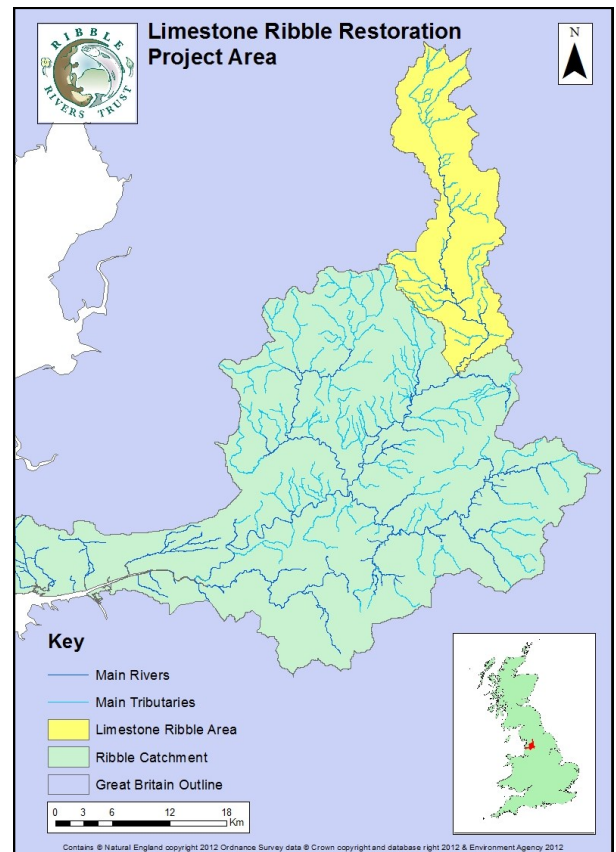 Limestone Ribble Restoration
Project Area
RIBBLE
RIVERS TRUST
N
Key
Main Rivers
Main Tributaries
Limestone Ribble Area
Ribble Catchment
Great Britain Outline
0 3 6 12 18
Km
Contains © Natural England copyright 2012 Ordnance Survey data © Crown copyright and database right 2012 & Environment Agency 2012